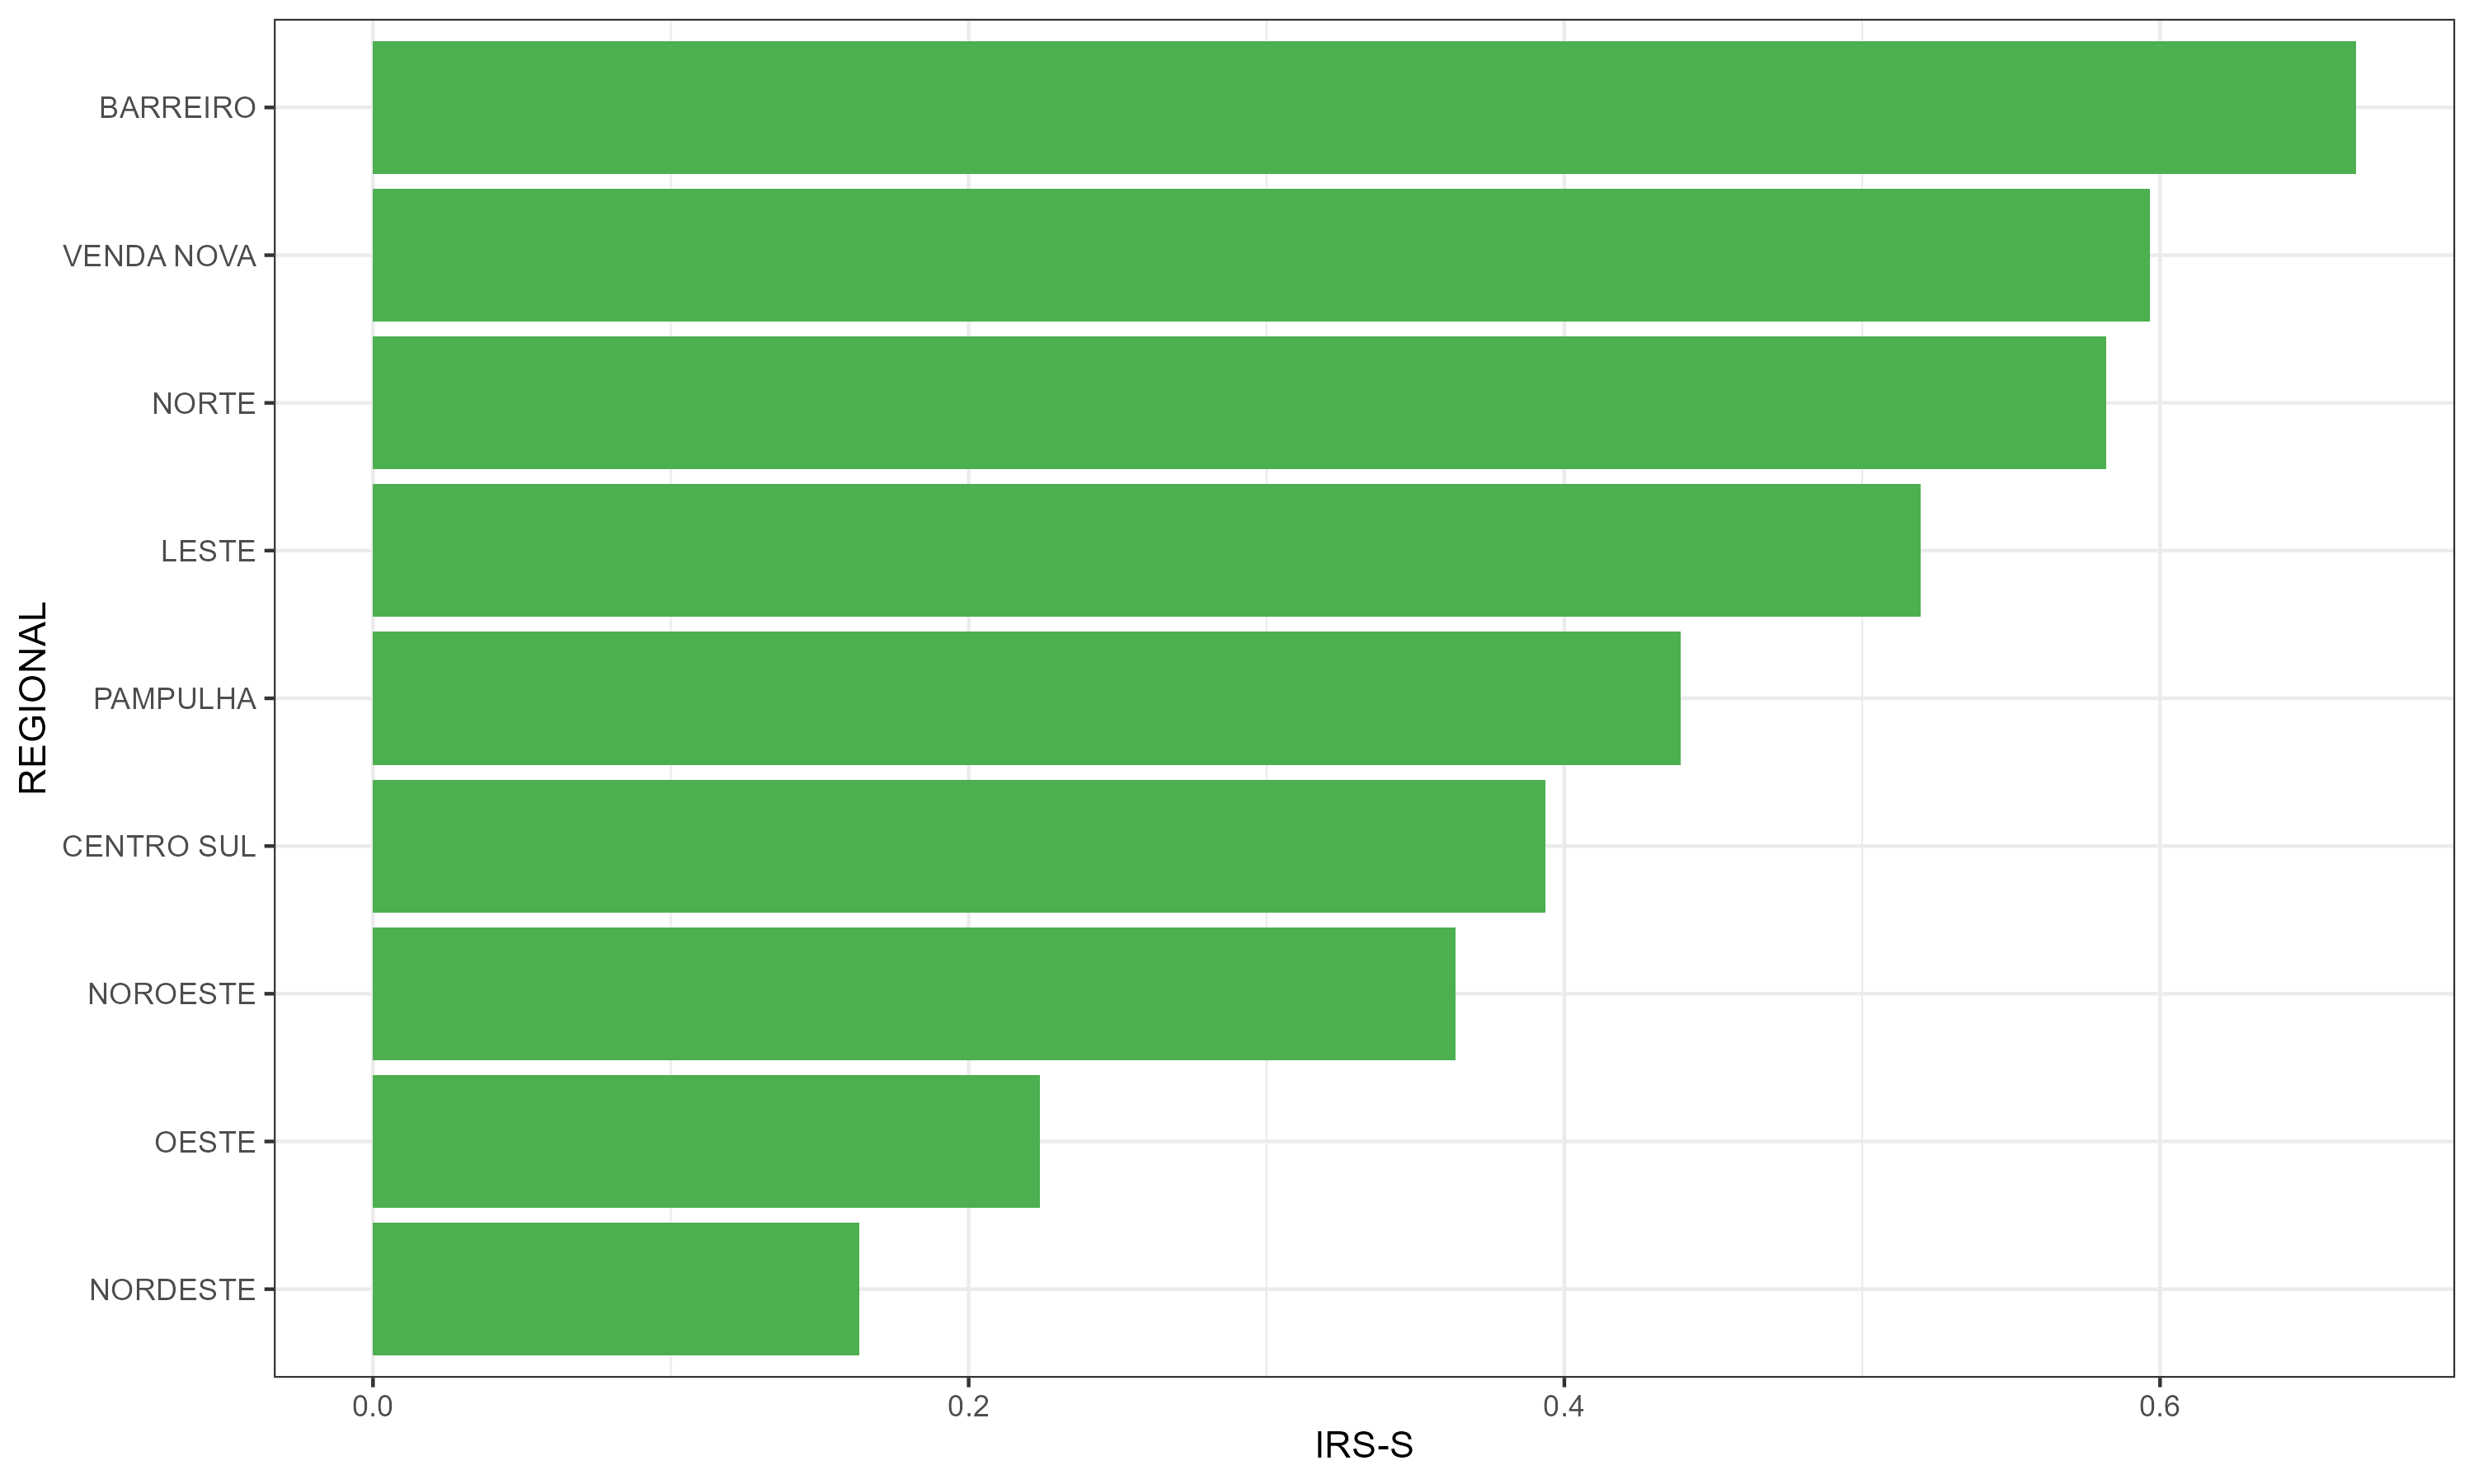 REGIONAL
BARREIRO
VENDA NOVA
NORTE
LESTE
PAMPULHA
CENTRO SUL
NOROESTE
OESTE
NORDESTE
0.0 0.2 0.4 0.6
IRS-S